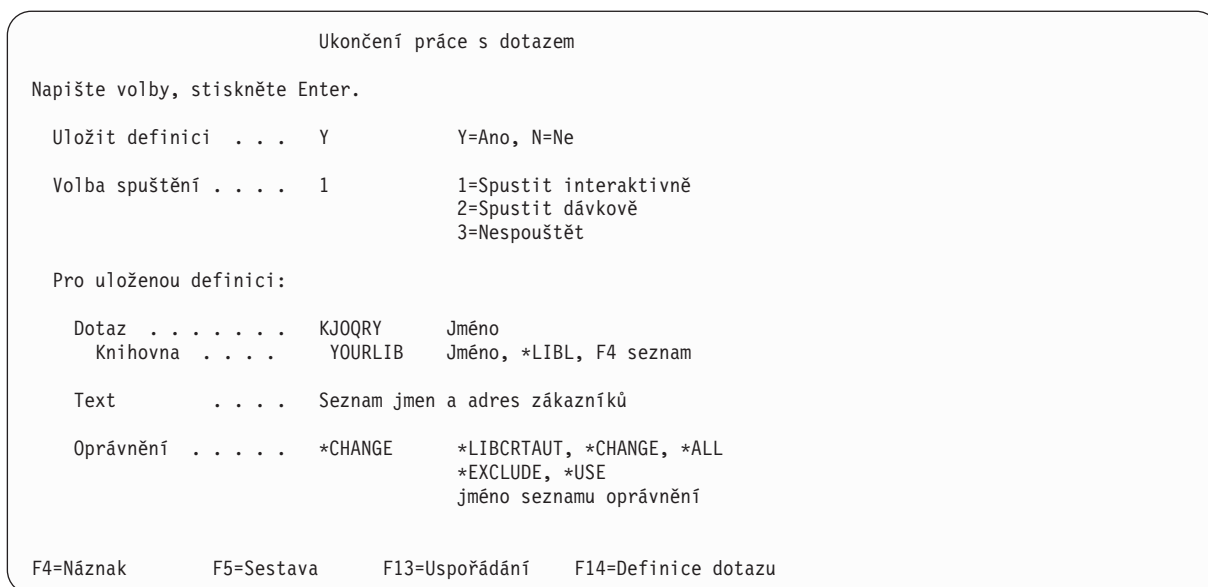 Ukončení práce s dotazem
Napište volby, stiskněte Enter.
Uložit definici . . . Y Y=Ano, N=Ne
Volba spuštění . . . . 1 1=Spustit interaktivně
2=Spustit dávkově
3=Nespouštět
Pro uloženou definici:
Dotaz . . . . . . . KJOQRY Jméno
Knihovna . . . . YOURLIB Jméno, *LIBL, F4 seznam
Text . . . . Seznam jmen a adres zákazníků
Oprávnění . . . . . *CHANGE *LIBCRTAUT, *CHANGE, *ALL
*EXCLUDE, *USE
jméno seznamu oprávnění
F4=Náznak F5=Sestava F13=Uspořádání F14=Definice dotazu